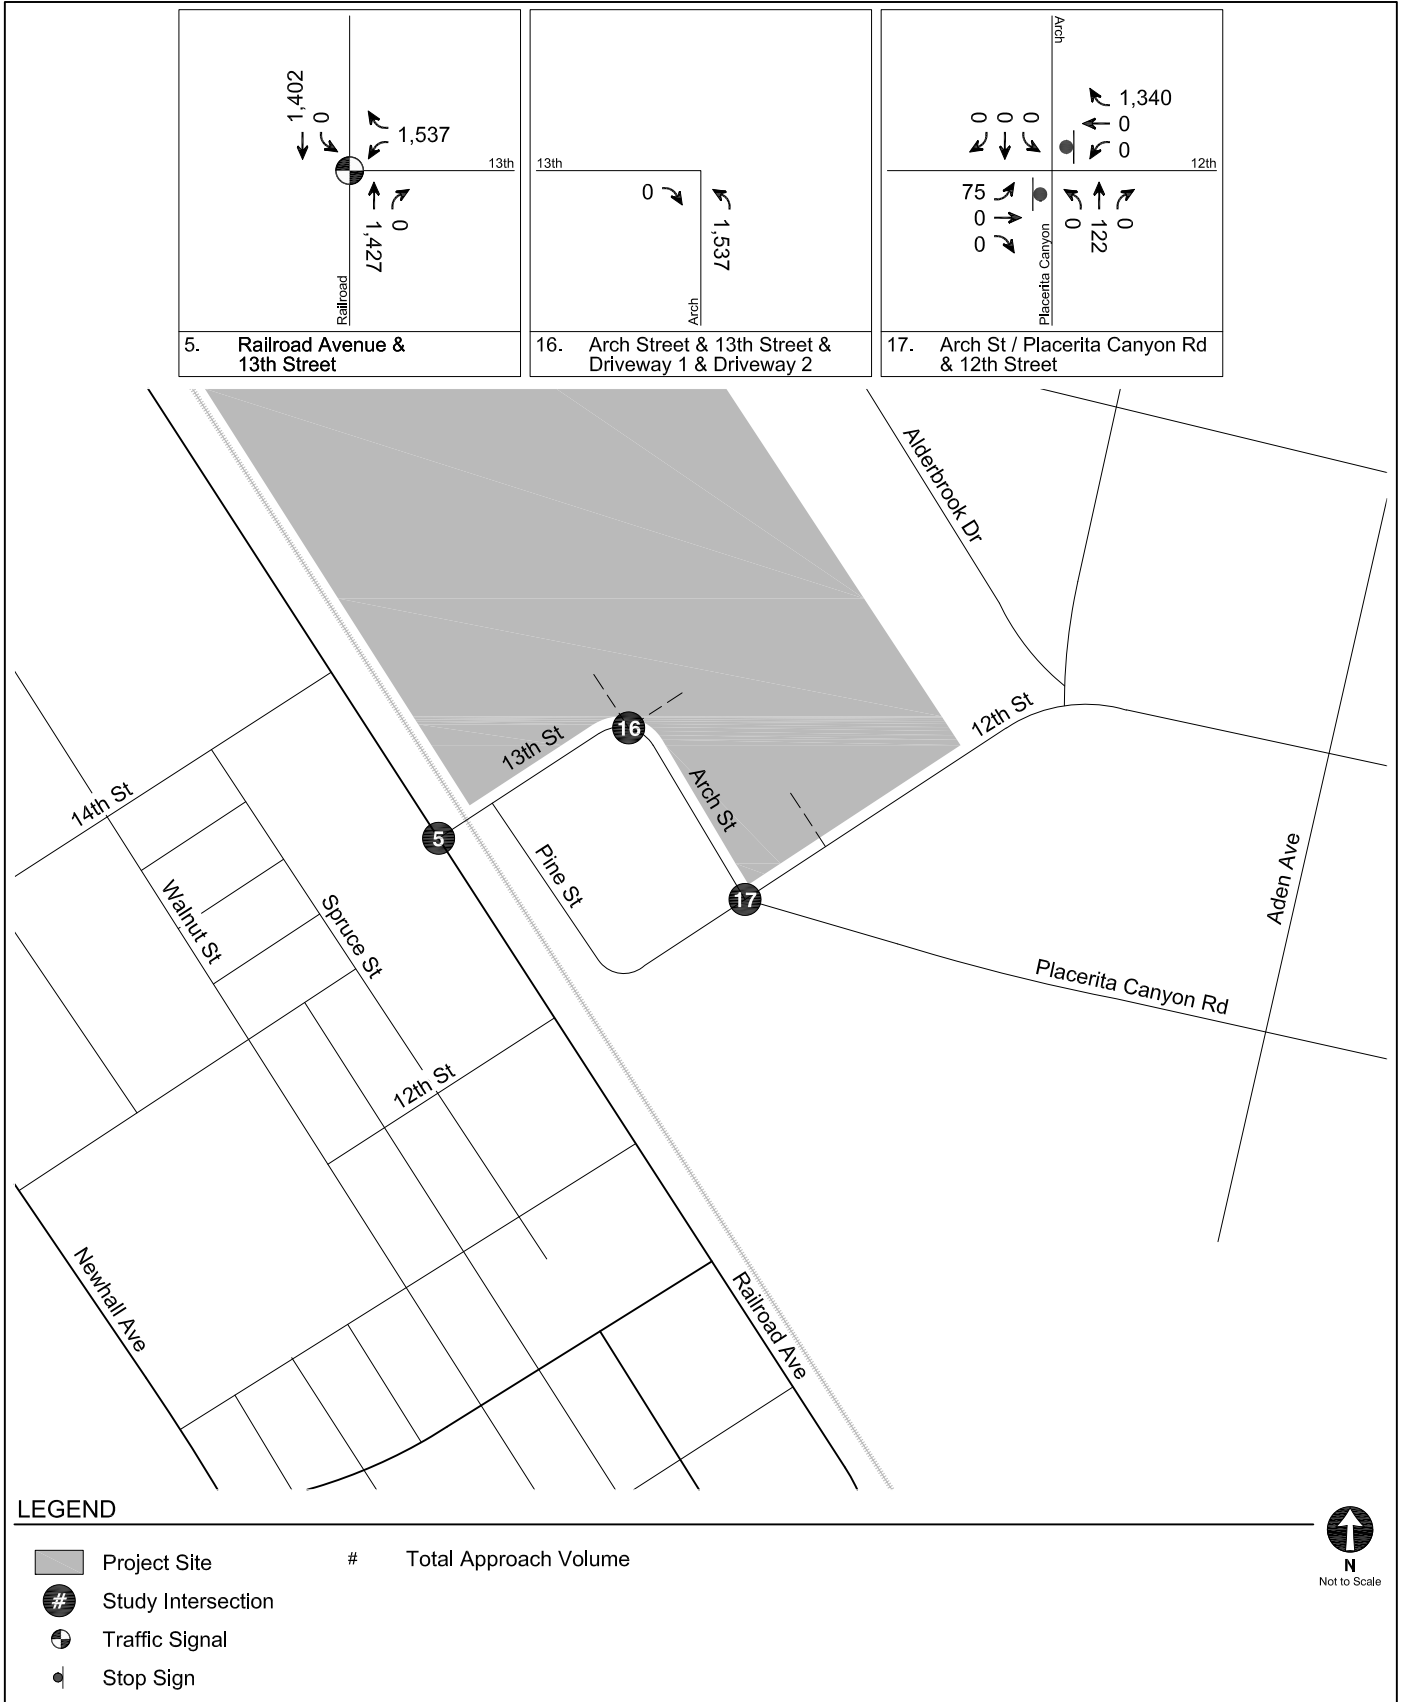 1,402
0
1,537
13th
1,427
0
Railroad
5. Railroad Avenue &
13th Street
13th
0
1,537
Arch
16. Arch Street & 13th Street &
Driveway 1 & Driveway 2
Arch
0
0
0
1,340
0
0
12th
75
0
0
0
122
0
Placerita Canyon
17. Arch St / Placerita Canyon Rd
& 12th Street
Alderbrook Dr
12th St
16
13th St
Arch St
14th St
5
Pine St
17
Walnut St
Spruce St
Aden Ave
Placerita Canyon Rd
12th St
Newhall Ave
Railroad Ave
LEGEND
Project Site
# Total Approach Volume
# Study Intersection
Traffic Signal
Stop Sign
N
Not to Scale